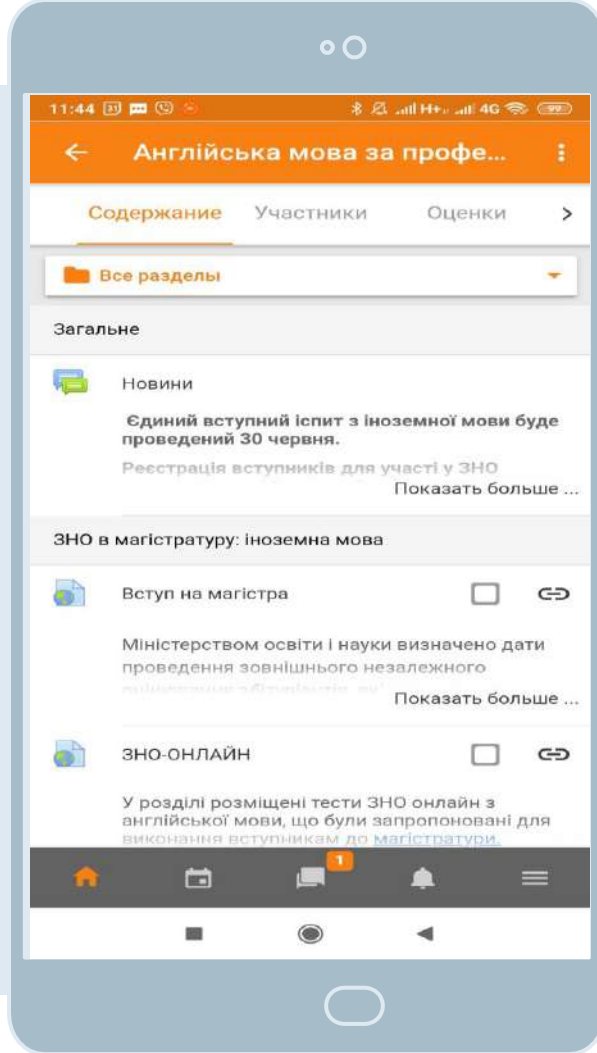 11:44 31 H+ 4G 99
Англійська мова за профе...
Содержание Участники Оценки >
Все разделы
Загальне
Новини
Єдиний вступний іспит з іноземної мови буде
проведений 30 червня.
Реєстрація вступників для участі у ЗНО
Показать больше ...
ЗНО в магістратуру: іноземна мова
Вступ на магістра
Міністерством освіти і науки визначено дати
проведення зовнішнього незалежного
Показать больше ...
ЗНО-ОНЛАЙН
У розділі розміщені тести ЗНО онлайн з
англійської мови, що були запропоновані для
виконання вступникам до магістратури.
1